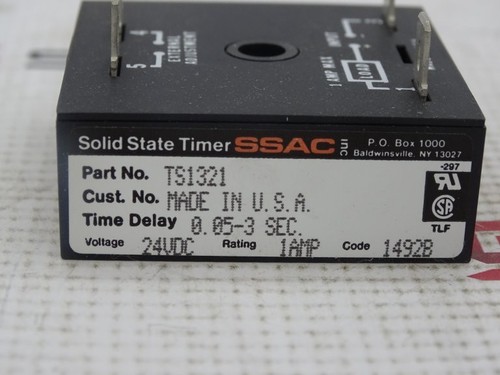 5 4
EXTERNAL
ADJUSTMENT
1 AMP MAX
INPUT
LOAD
1
Solid State Timer SSAC INC P.O. Box 1000
Baldwinsville, NY 13027
-297
Part No. TS1321
Cust. No. MADE IN U.S.A.
Time Delay 0.05-3 SEC.
TLF
Voltage 24VDC Rating 1AMP Code 1492B